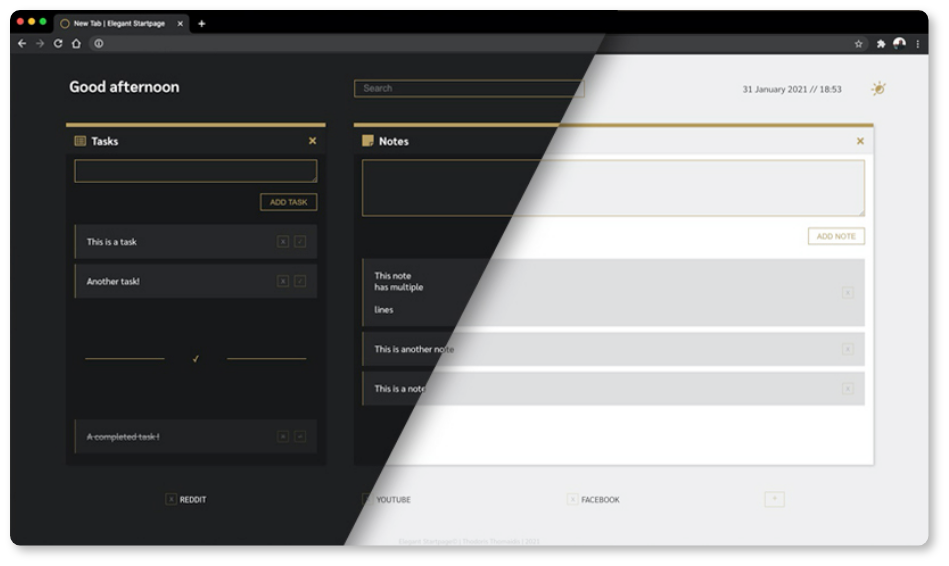 New Tab | Elegant Startpage
Good afternoon
Search
31 January 2021 // 18:53
Tasks
ADD TASK
This is a task
Another task!
A completed task !
Notes
ADD NOTE
This note
has multiple
lines
This is another note
This is a note
REDDIT
YOUTUBE
FACEBOOK